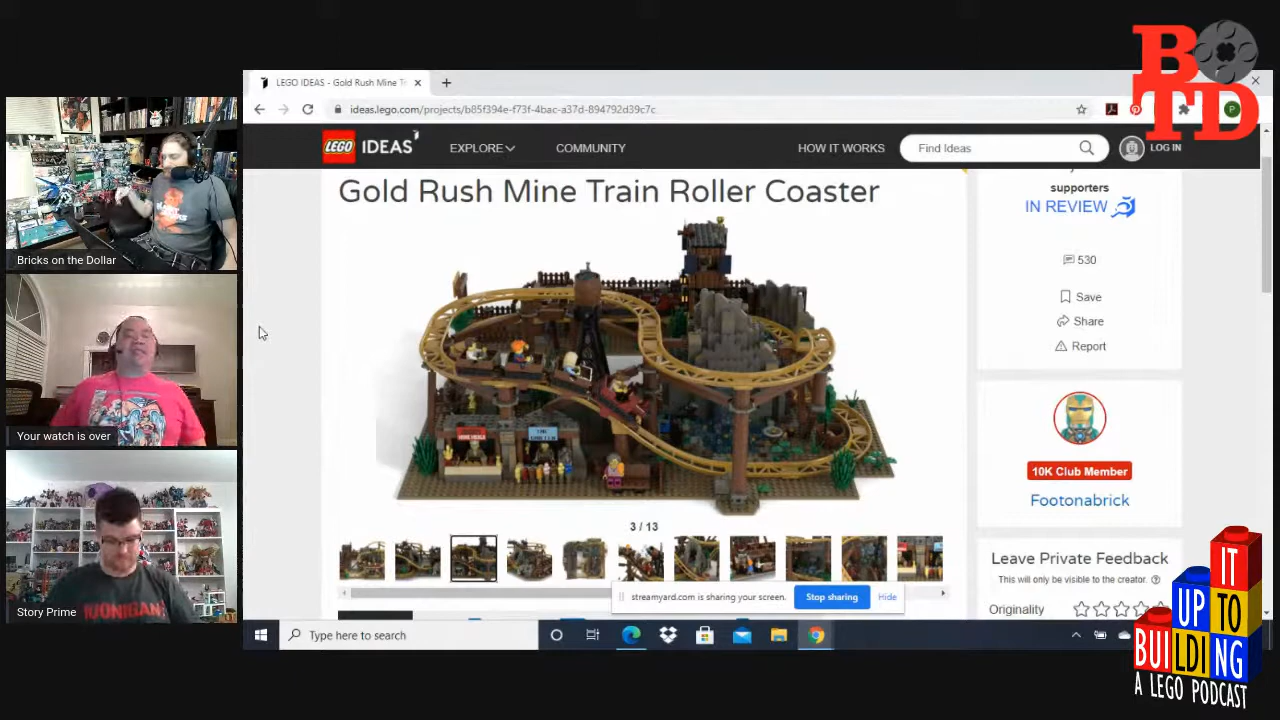 Bricks on the Dollar
Your watch is over
Story Prime
LEGO IDEAS - Gold Rush Mine Tr
ideas.lego.com/projects/b85f394e-f73f-4bac-a37d-894792d39c7c
P
B
TD
LEGO IDEAS
EXPLORE
COMMUNITY
HOW IT WORKS
Find Ideas
LOG IN
Gold Rush Mine Train Roller Coaster
supporters
IN REVIEW
530
Save
Share
Report
10K Club Member
Footonabrick
3 / 13
Leave Private Feedback
This will only be visible to the creator.
Originality
streamyard.com is sharing your screen.
Stop sharing
Hide
Type here to search
BUILDING
UP TO
IT
A LEGO PODCAST